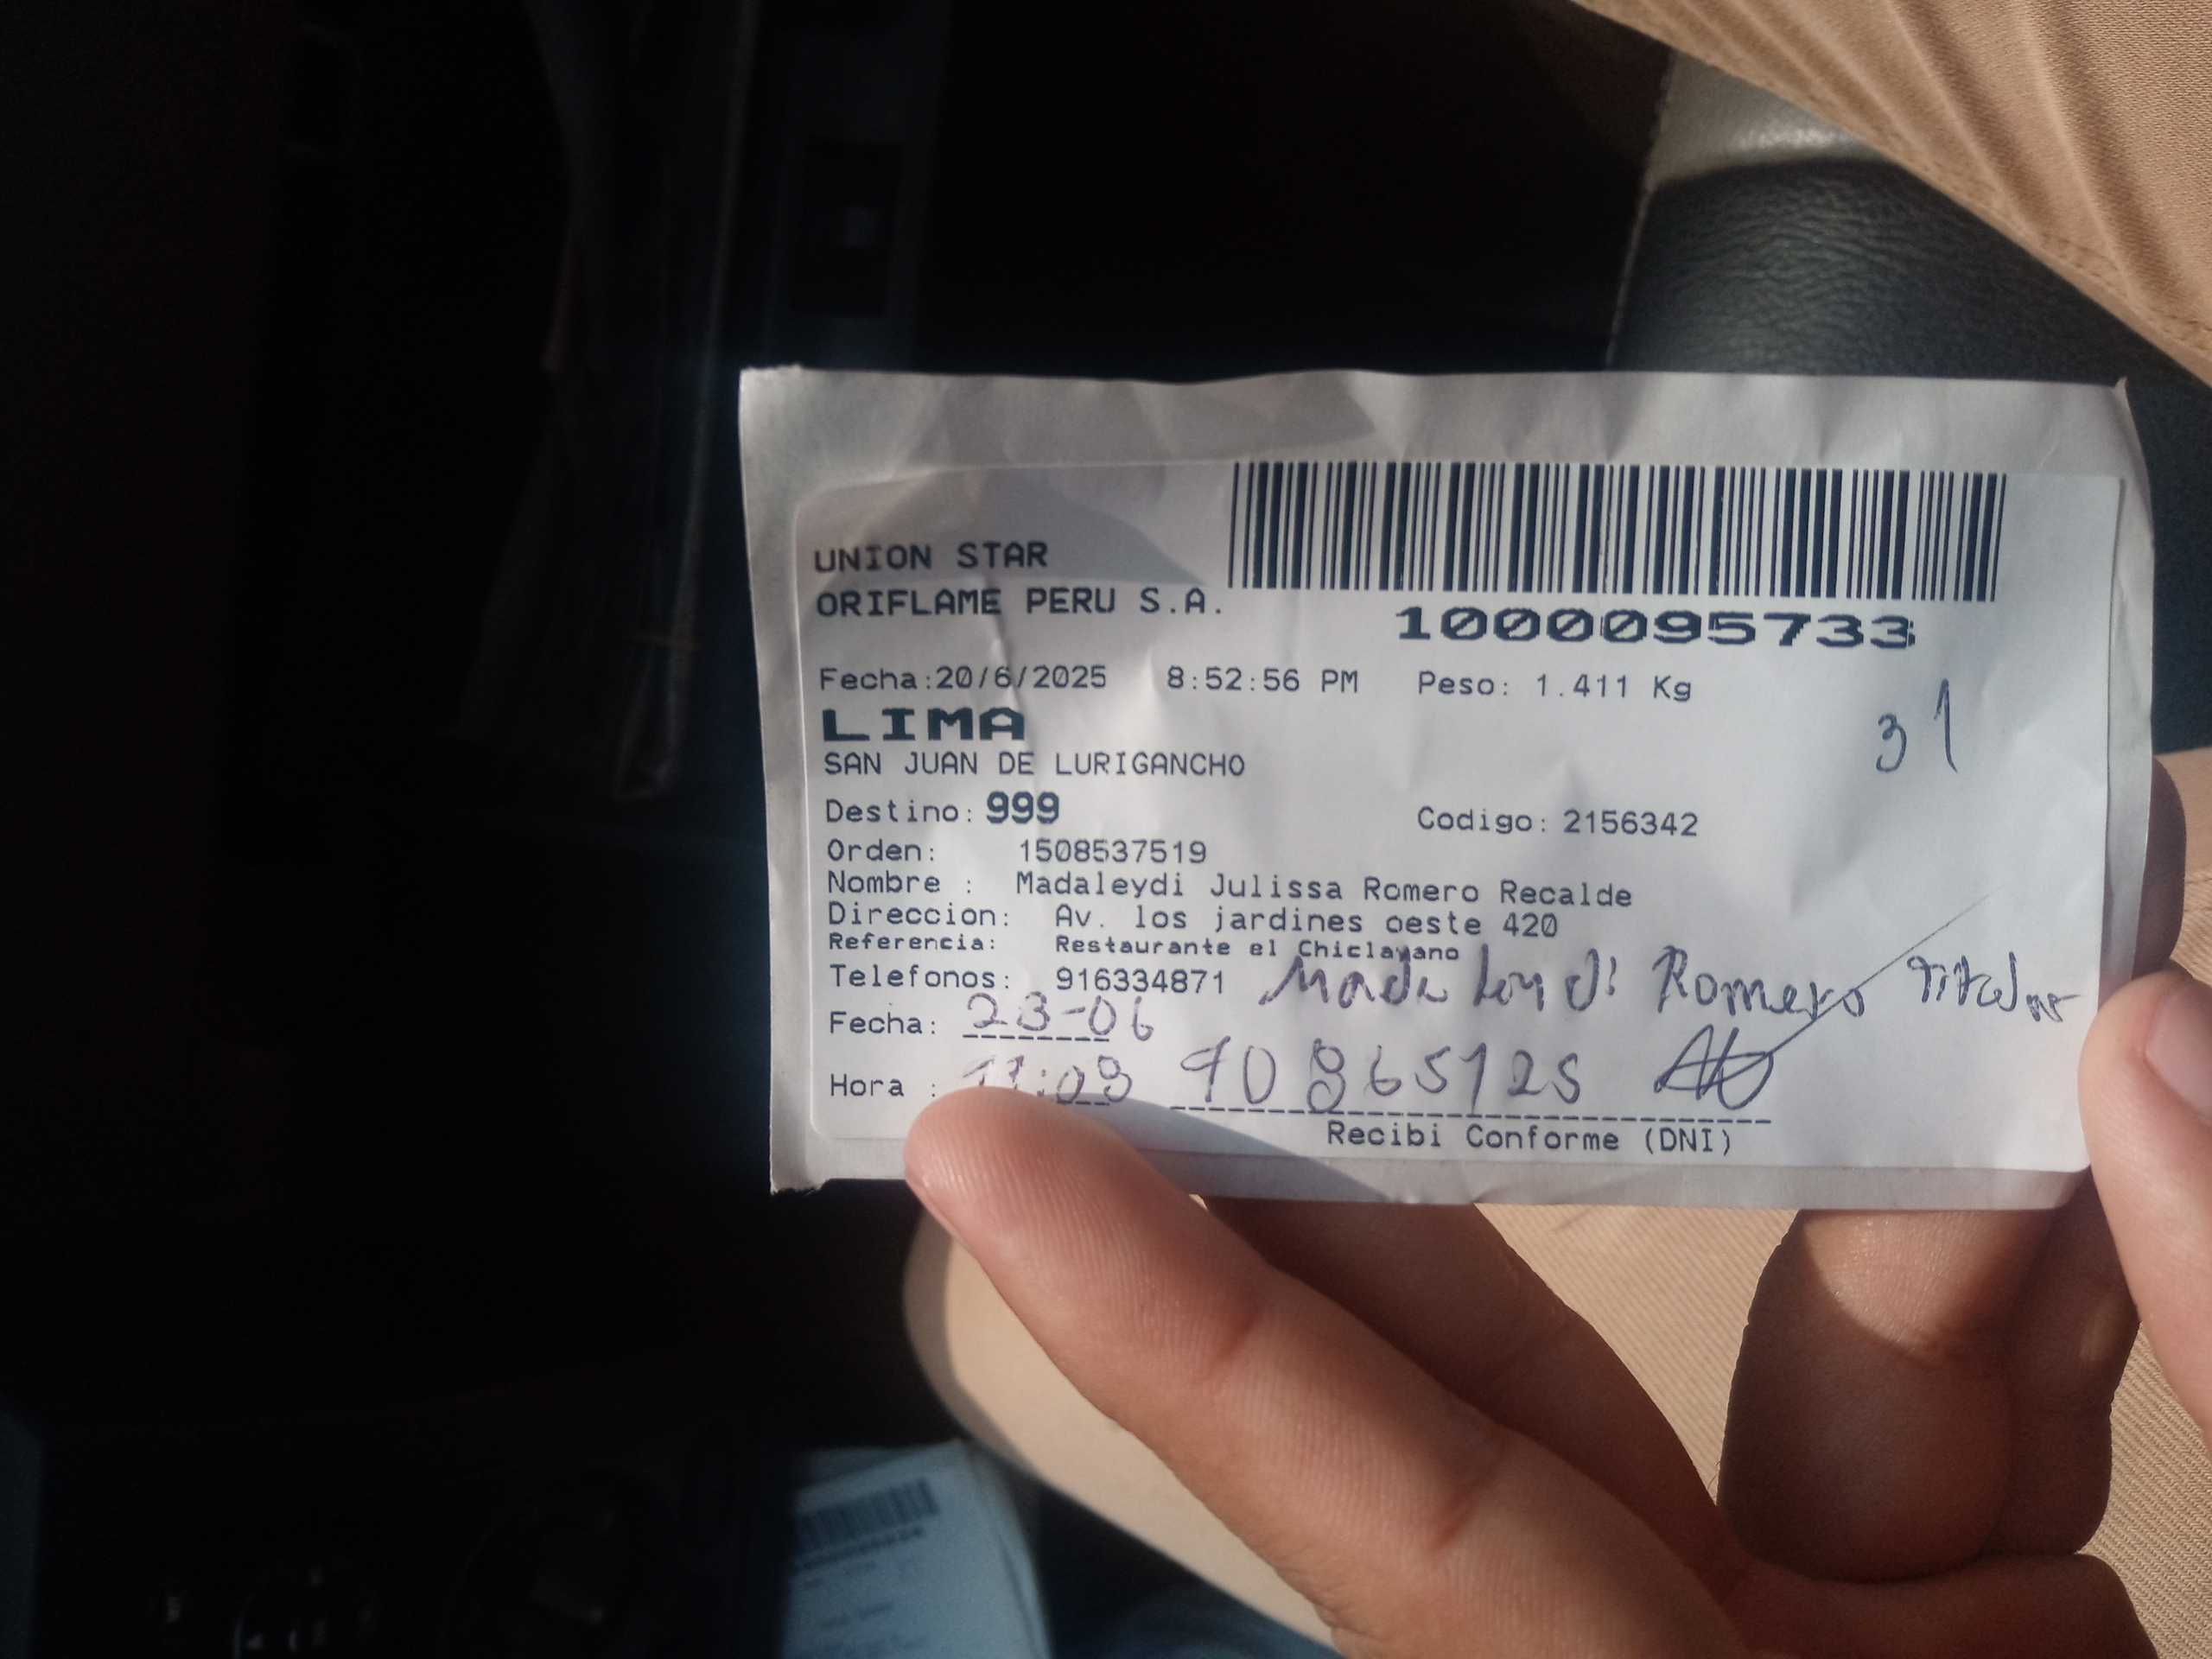 UNION STAR
ORIFLAME PERU S.A.
1000095733
Fecha:20/6/2025 8:52:56 PM Peso: 1.411 Kg
31
LIMA
SAN JUAN DE LURIGANCHO
Destino: 999 Codigo: 2156342
Orden: 1508537519
Nombre : Madaleydi Julissa Romero Recalde
Direccion: Av. los jardines oeste 420
Referencia: Restaurante el Chiclayano
Telefonos: 916334871 Romero Titular
Fecha: 23-06
Hora :
Recibi Conforme (DNI)